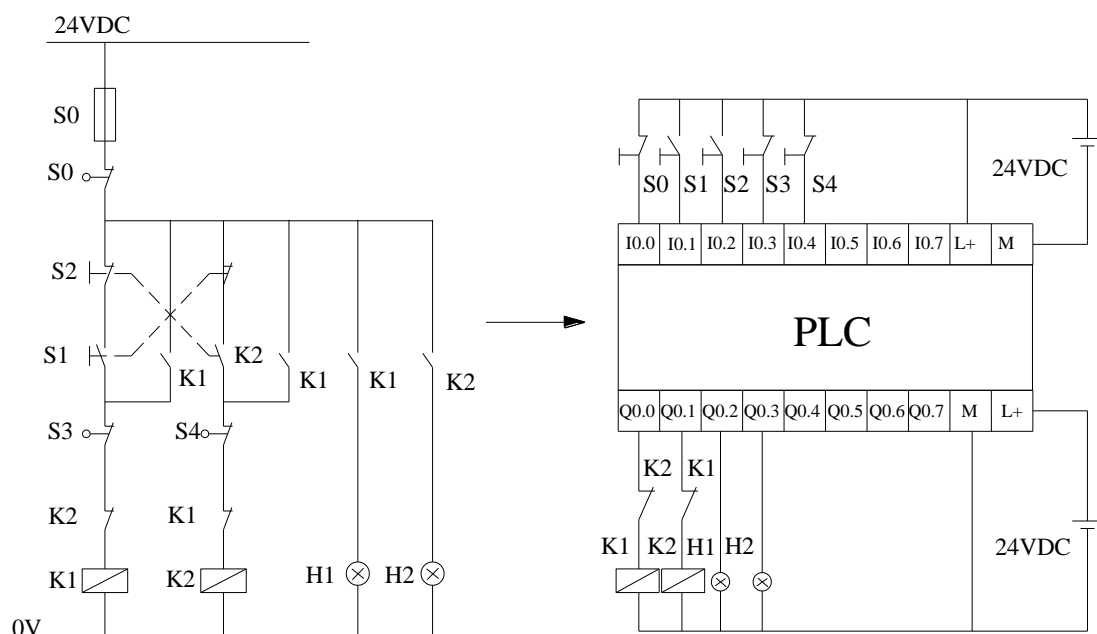 24VDC
S0
S0
S2
S1
K1
K2
K1
K1
K2
S3
S4
K2
K1
K1
K2
H1
H2
0V
S0 S1 S2 S3 S4
24VDC
I0.0 I0.1 I0.2 I0.3 I0.4 I0.5 I0.6 I0.7 L+ M
PLC
Q0.0 Q0.1 Q0.2 Q0.3 Q0.4 Q0.5 Q0.6 Q0.7 M L+
K2 K1
K1 K2 H1 H2
24VDC